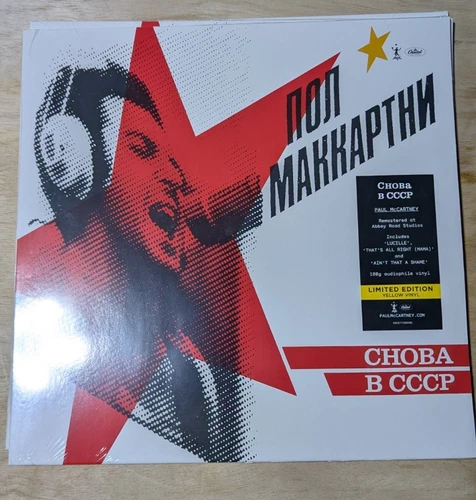 ПОЛ
МАККАРТНИ
Снова
в СССР
PAUL McCARTNEY
Remastered at
Abbey Road Studios
Includes
'LUCILLE',
'THAT'S ALL RIGHT (MAMA)'
and
'AIN'T THAT A SHAME'
180g audiophile vinyl
LIMITED EDITION
YELLOW VINYL
PAULMcCARTNEY.COM
СНОВА
В СССР